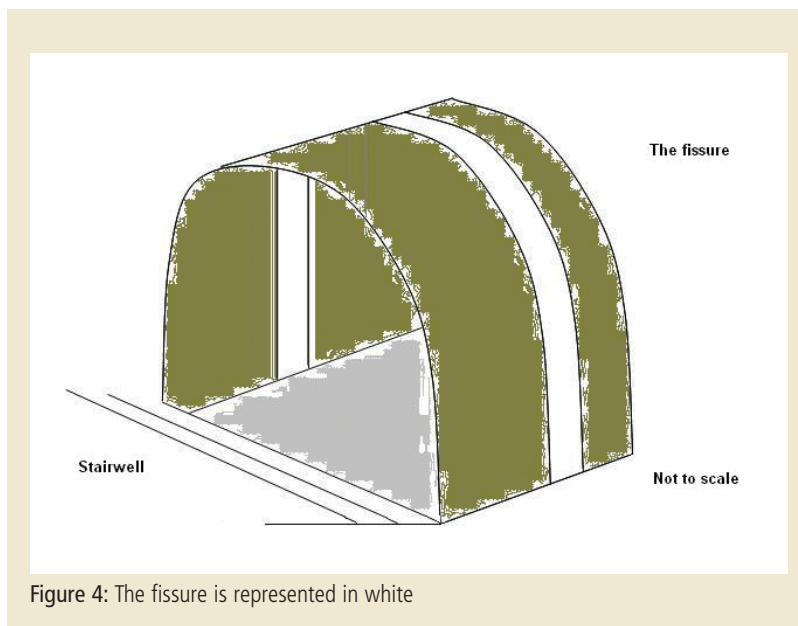 The fissure
Stairwell
Not to scale
Figure 4: The fissure is represented in white